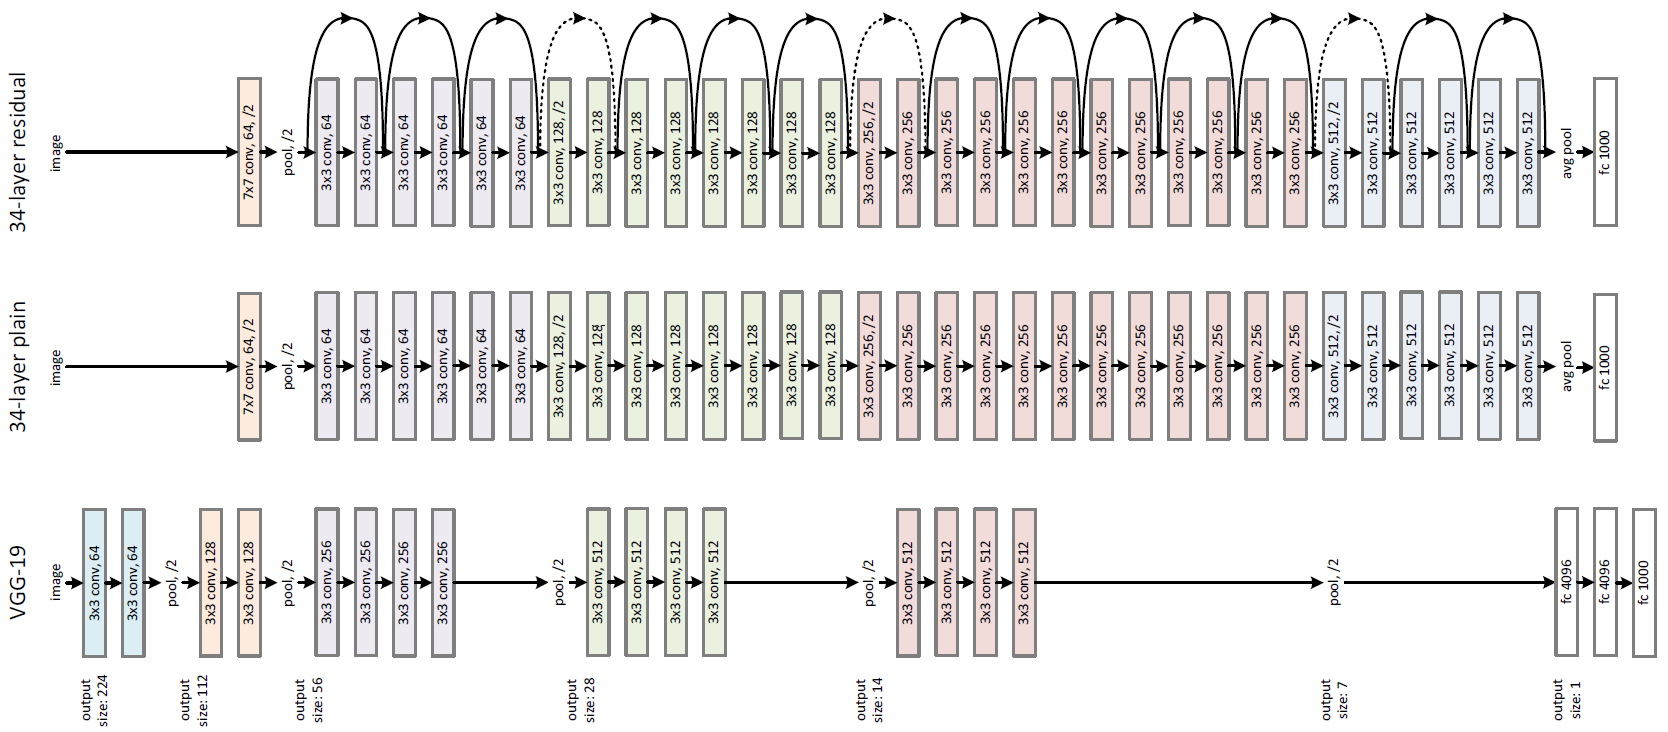 34-layer residual
image
7x7 conv, 64, /2
pool, /2
3x3 conv, 64
3x3 conv, 64
3x3 conv, 64
3x3 conv, 64
3x3 conv, 64
3x3 conv, 64
3x3 conv, 128, /2
3x3 conv, 128
3x3 conv, 128
3x3 conv, 128
3x3 conv, 128
3x3 conv, 128
3x3 conv, 128
3x3 conv, 128
3x3 conv, 256, /2
3x3 conv, 256
3x3 conv, 256
3x3 conv, 256
3x3 conv, 256
3x3 conv, 256
3x3 conv, 256
3x3 conv, 256
3x3 conv, 256
3x3 conv, 256
3x3 conv, 256
3x3 conv, 256
3x3 conv, 512, /2
3x3 conv, 512
3x3 conv, 512
3x3 conv, 512
3x3 conv, 512
3x3 conv, 512
avg pool
fc 1000
34-layer plain
image
7x7 conv, 64, /2
pool, /2
3x3 conv, 64
3x3 conv, 64
3x3 conv, 64
3x3 conv, 64
3x3 conv, 64
3x3 conv, 64
3x3 conv, 128, /2
3x3 conv, 128
3x3 conv, 128
3x3 conv, 128
3x3 conv, 128
3x3 conv, 128
3x3 conv, 128
3x3 conv, 128
3x3 conv, 256, /2
3x3 conv, 256
3x3 conv, 256
3x3 conv, 256
3x3 conv, 256
3x3 conv, 256
3x3 conv, 256
3x3 conv, 256
3x3 conv, 256
3x3 conv, 256
3x3 conv, 256
3x3 conv, 256
3x3 conv, 512, /2
3x3 conv, 512
3x3 conv, 512
3x3 conv, 512
3x3 conv, 512
3x3 conv, 512
avg pool
fc 1000
VGG-19
image
3x3 conv, 64
3x3 conv, 64
pool, /2
3x3 conv, 128
3x3 conv, 128
pool, /2
3x3 conv, 256
3x3 conv, 256
3x3 conv, 256
3x3 conv, 256
pool, /2
3x3 conv, 512
3x3 conv, 512
3x3 conv, 512
3x3 conv, 512
pool, /2
3x3 conv, 512
3x3 conv, 512
3x3 conv, 512
3x3 conv, 512
pool, /2
fc 4096
fc 4096
fc 1000
output
size: 224
output
size: 112
output
size: 56
output
size: 28
output
size: 14
output
size: 7
output
size: 1